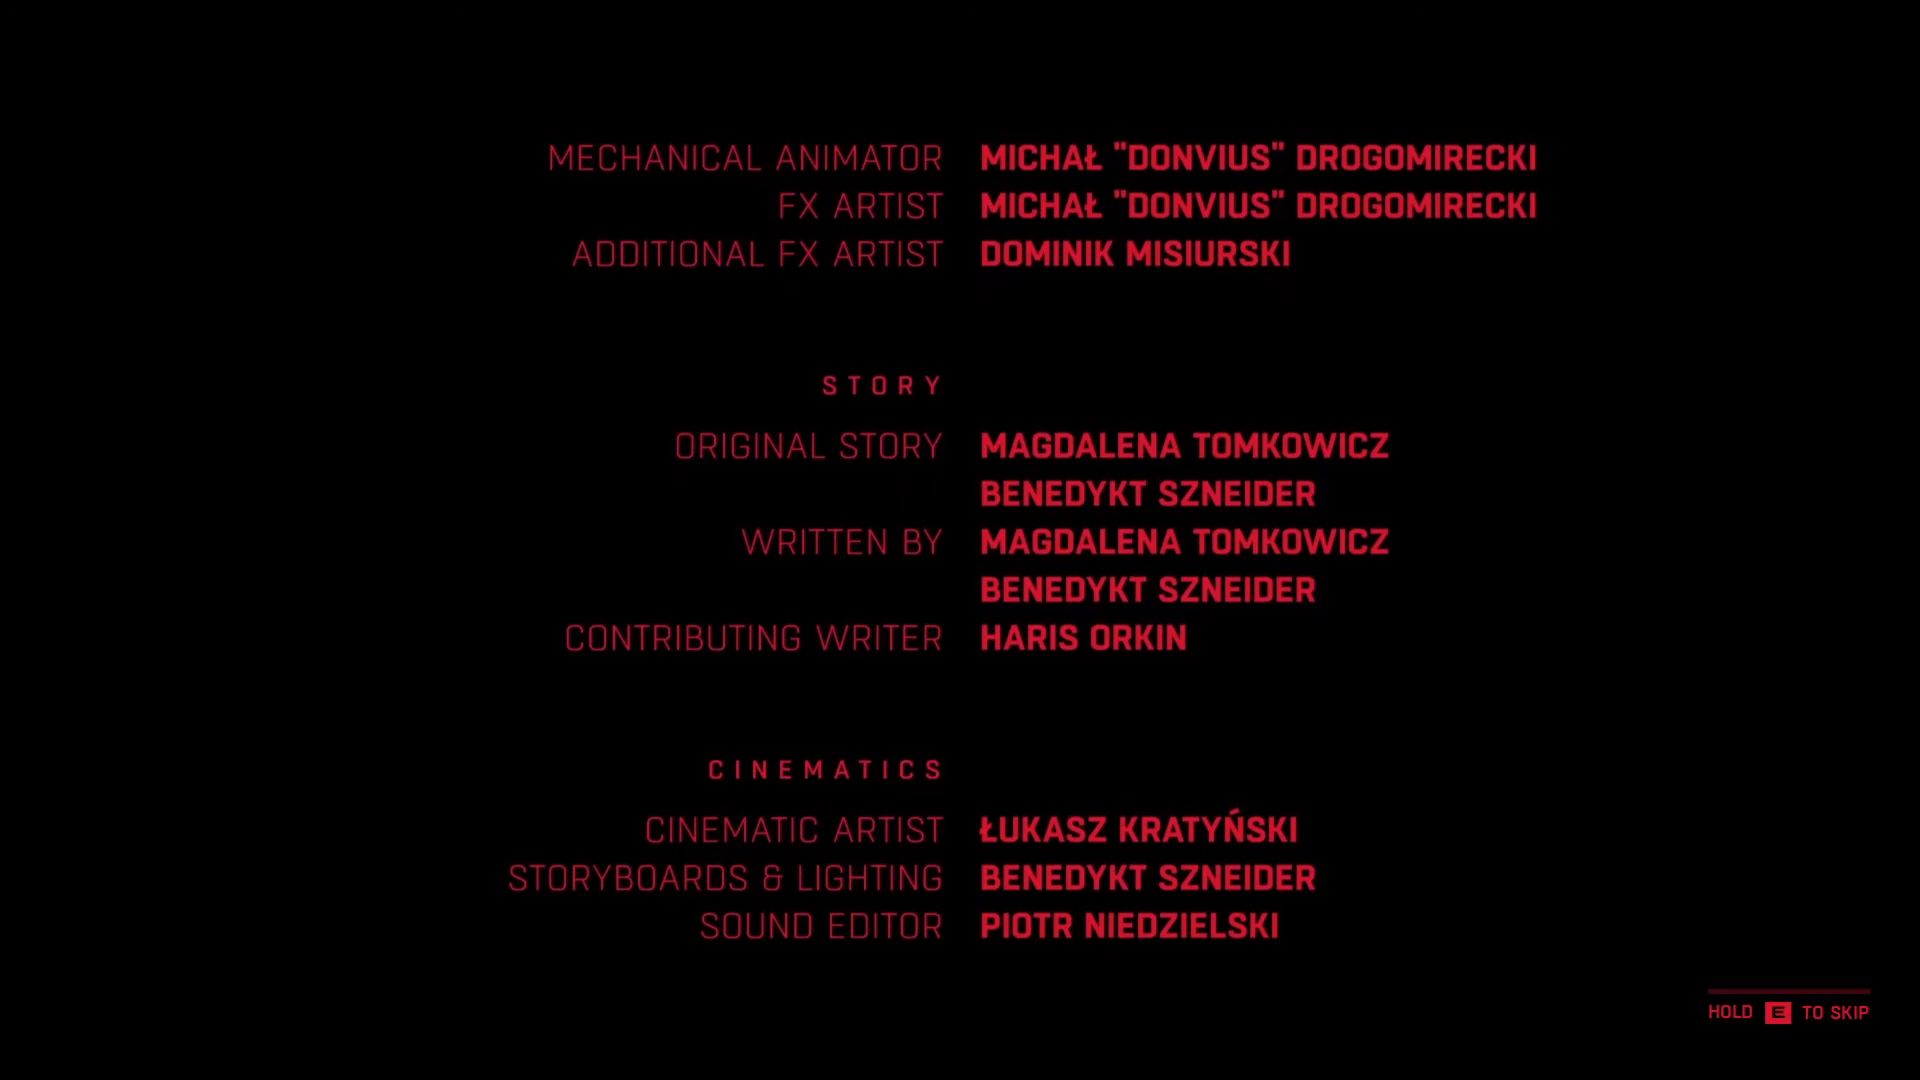 MECHANICAL ANIMATOR MICHAŁ "DONVIUS" DROGOMIRECKI
FX ARTIST MICHAŁ "DONVIUS" DROGOMIRECKI
ADDITIONAL FX ARTIST DOMINIK MISIURSKI
STORY
ORIGINAL STORY MAGDALENA TOMKOWICZ
BENEDYKT SZNEIDER
WRITTEN BY MAGDALENA TOMKOWICZ
BENEDYKT SZNEIDER
CONTRIBUTING WRITER HARIS ORKIN
CINEMATICS
CINEMATIC ARTIST ŁUKASZ KRATYŃSKI
STORYBOARDS & LIGHTING BENEDYKT SZNEIDER
SOUND EDITOR PIOTR NIEDZIELSKI
HOLD E TO SKIP